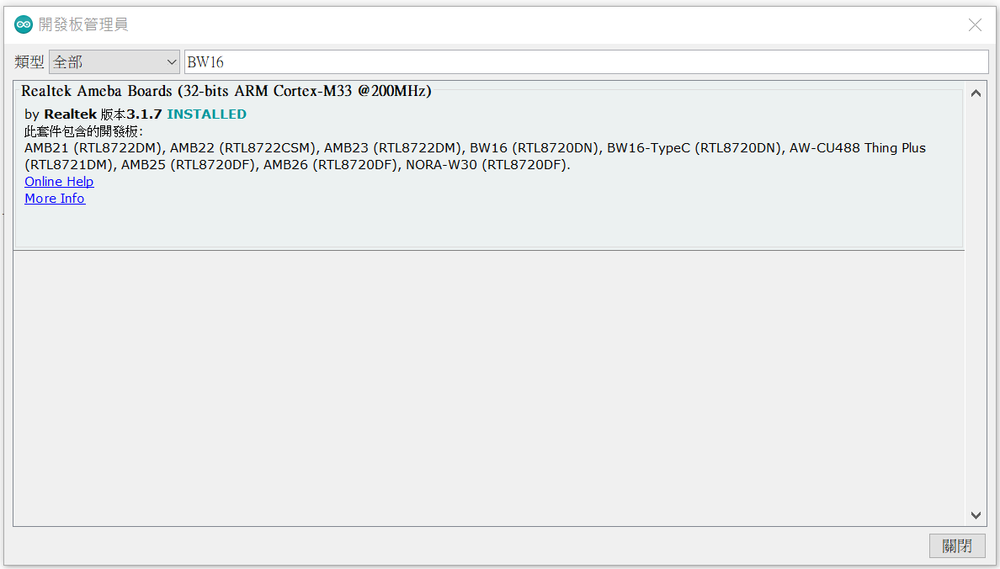 開發板管理員
類型 全部 BW16
Realtek Ameba Boards (32-bits ARM Cortex-M33 @200MHz)
by Realtek 版本3.1.7 INSTALLED
此套件包含的開發板:
AMB21 (RTL8722DM), AMB22 (RTL8722CSM), AMB23 (RTL8722DM), BW16 (RTL8720DN), BW16-TypeC (RTL8720DN), AW-CU488 Thing Plus
(RTL8721DM), AMB25 (RTL8720DF), AMB26 (RTL8720DF), NORA-W30 (RTL8720DF).
Online Help
More Info
關閉